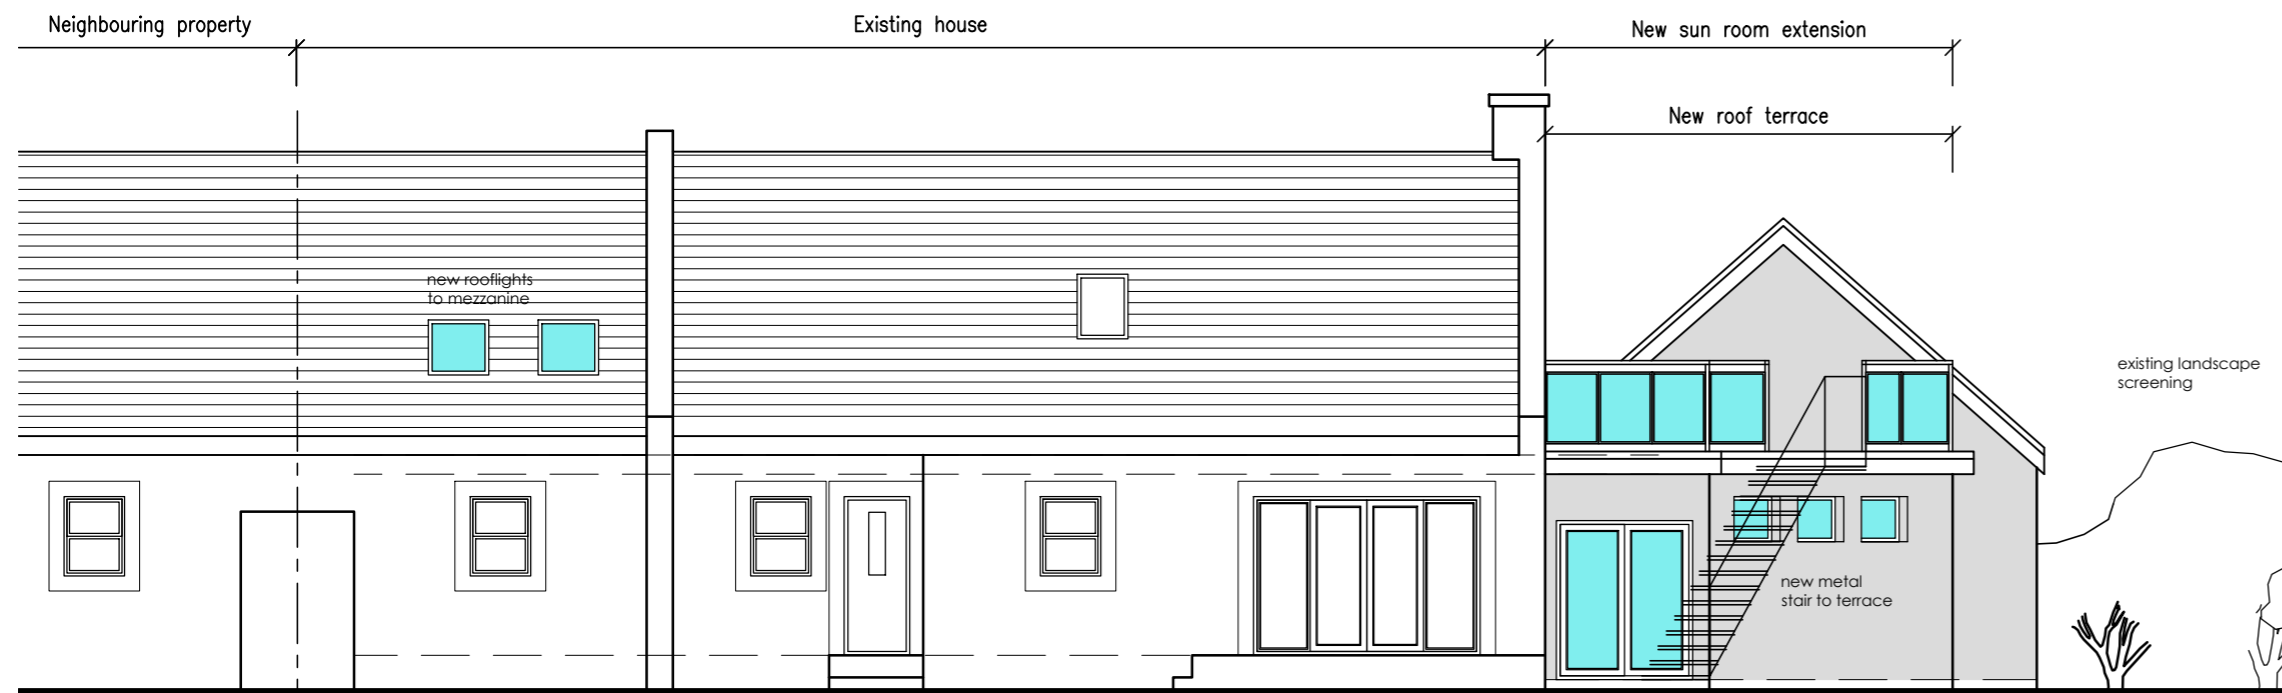 Neighbouring property
Existing house
New sun room extension
New roof terrace
new rooflights
to mezzanine
existing landscape
screening
new metal
stair to terrace